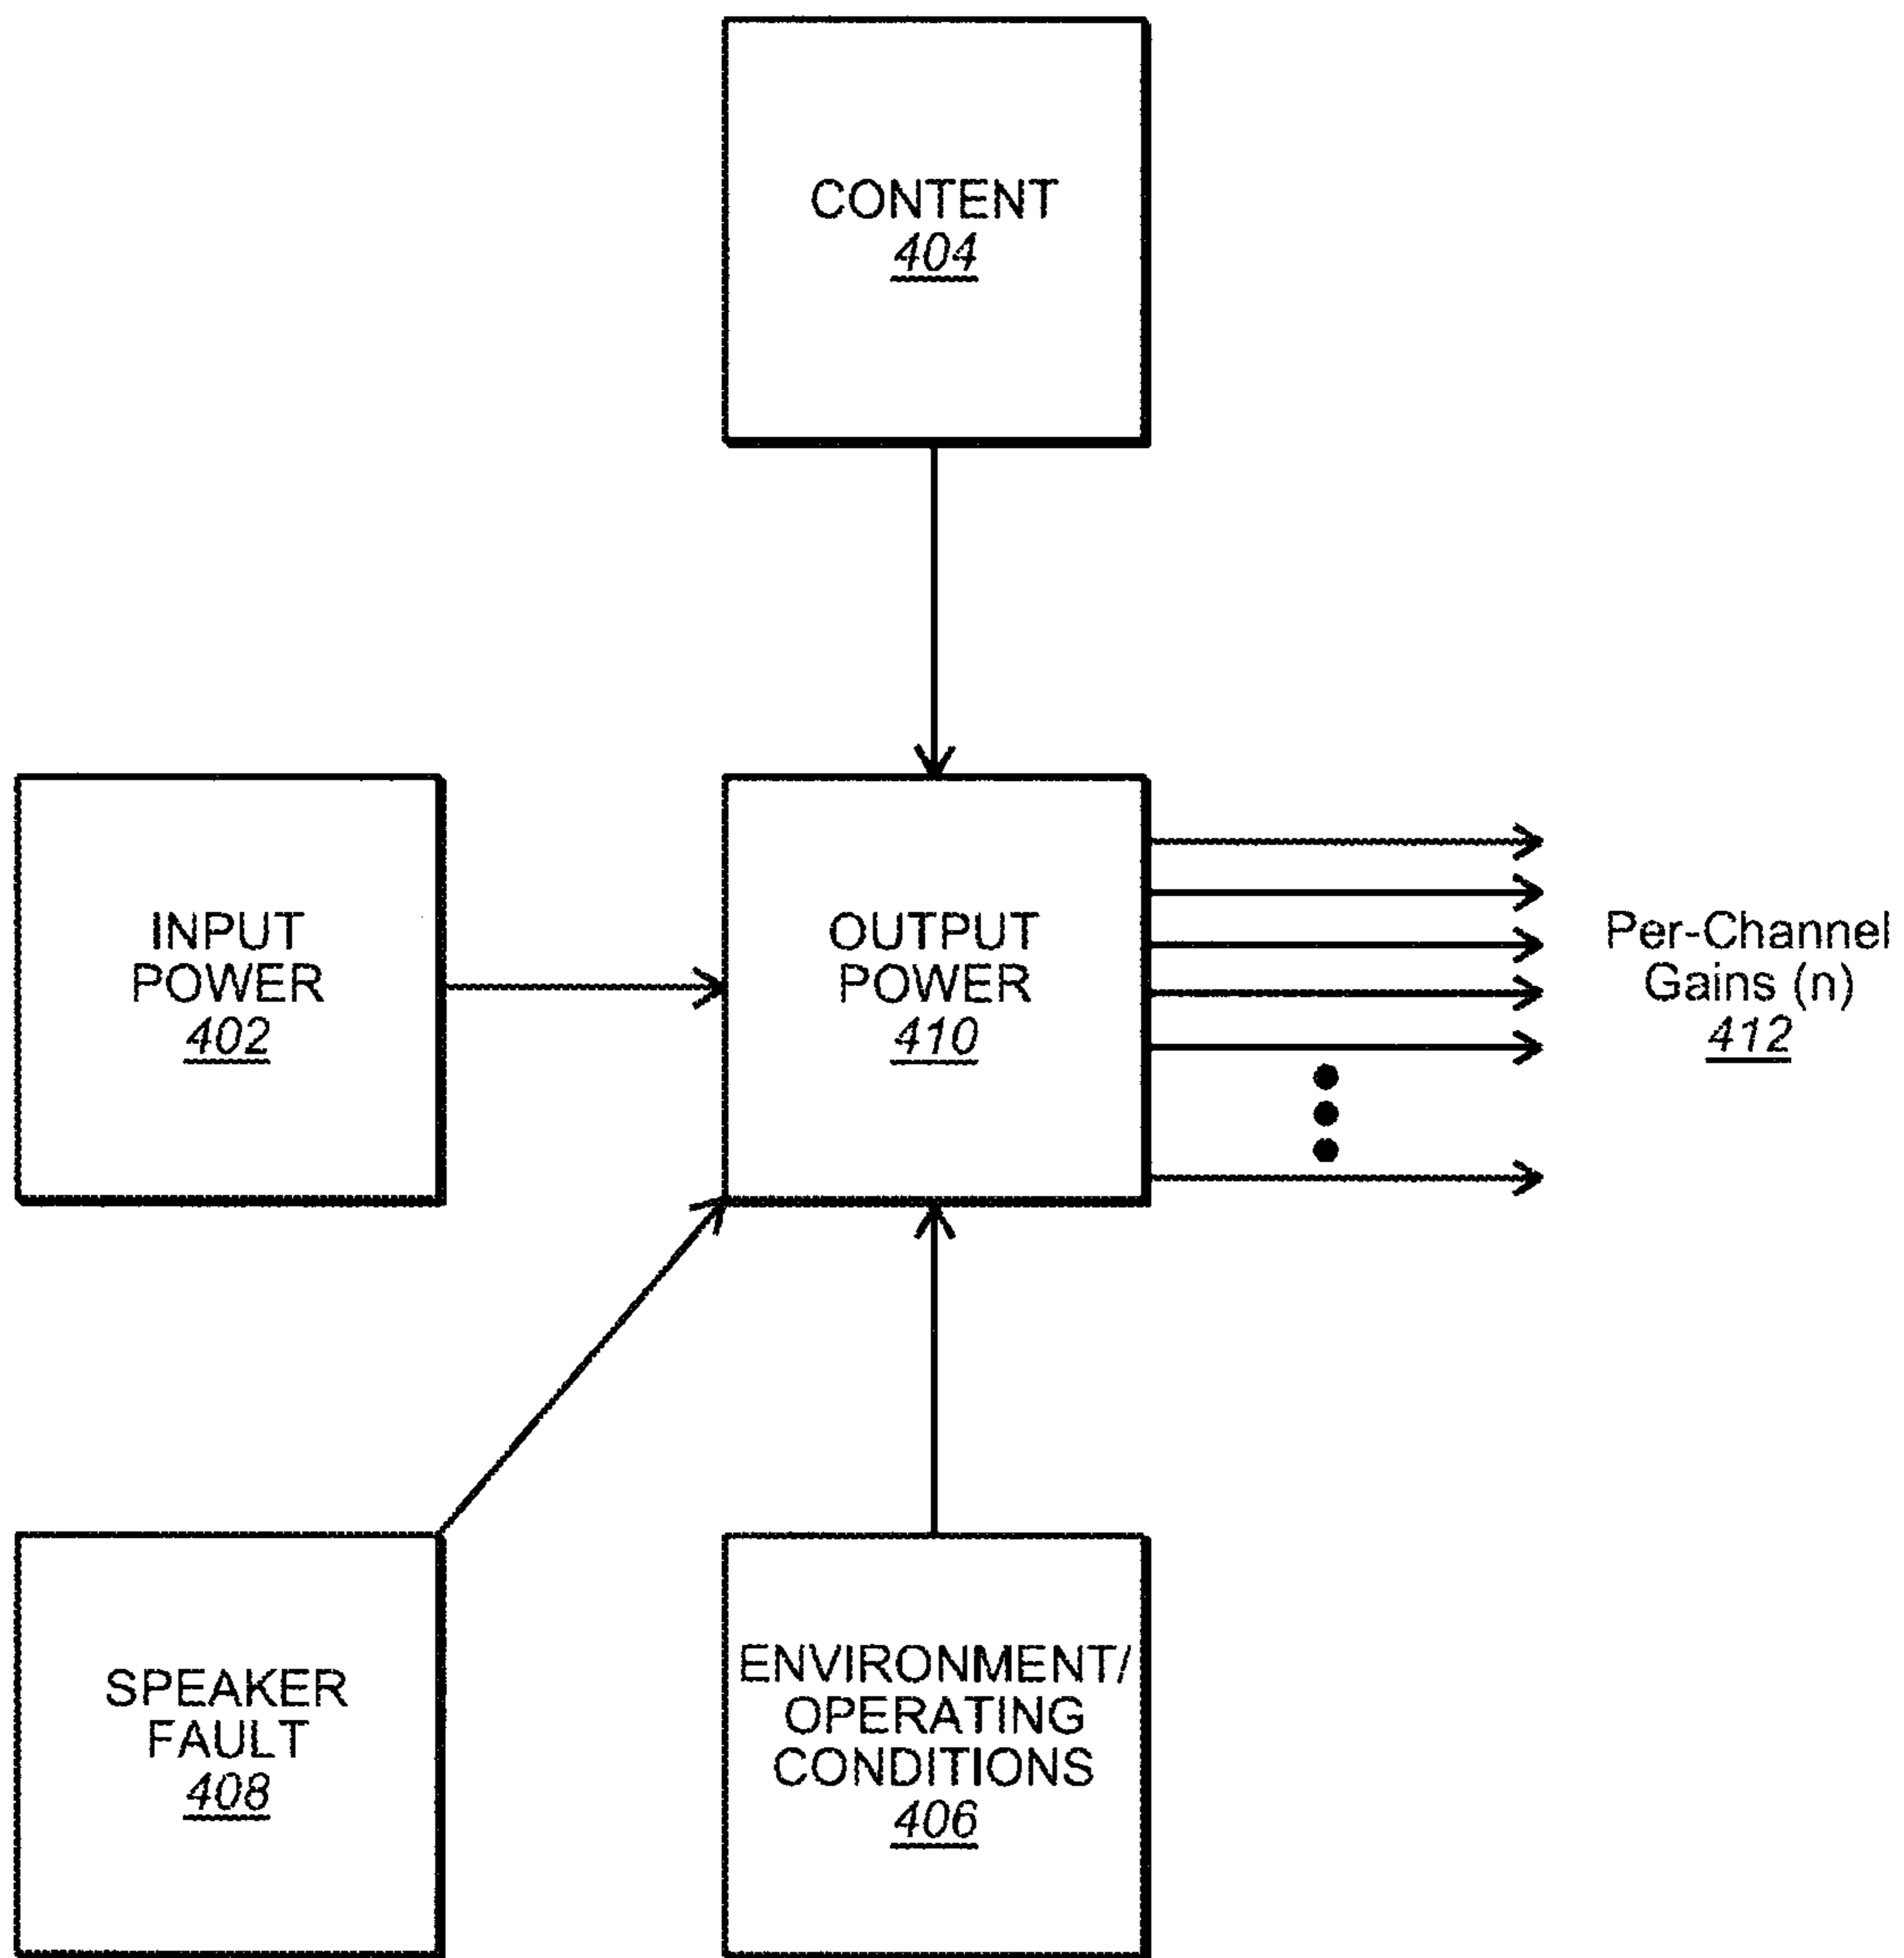 CONTENT
404
INPUT
POWER
402
OUTPUT
POWER
410
Per-Channel
Gains (n)
412
SPEAKER
FAULT
408
ENVIRONMENT/
OPERATING
CONDITIONS
406